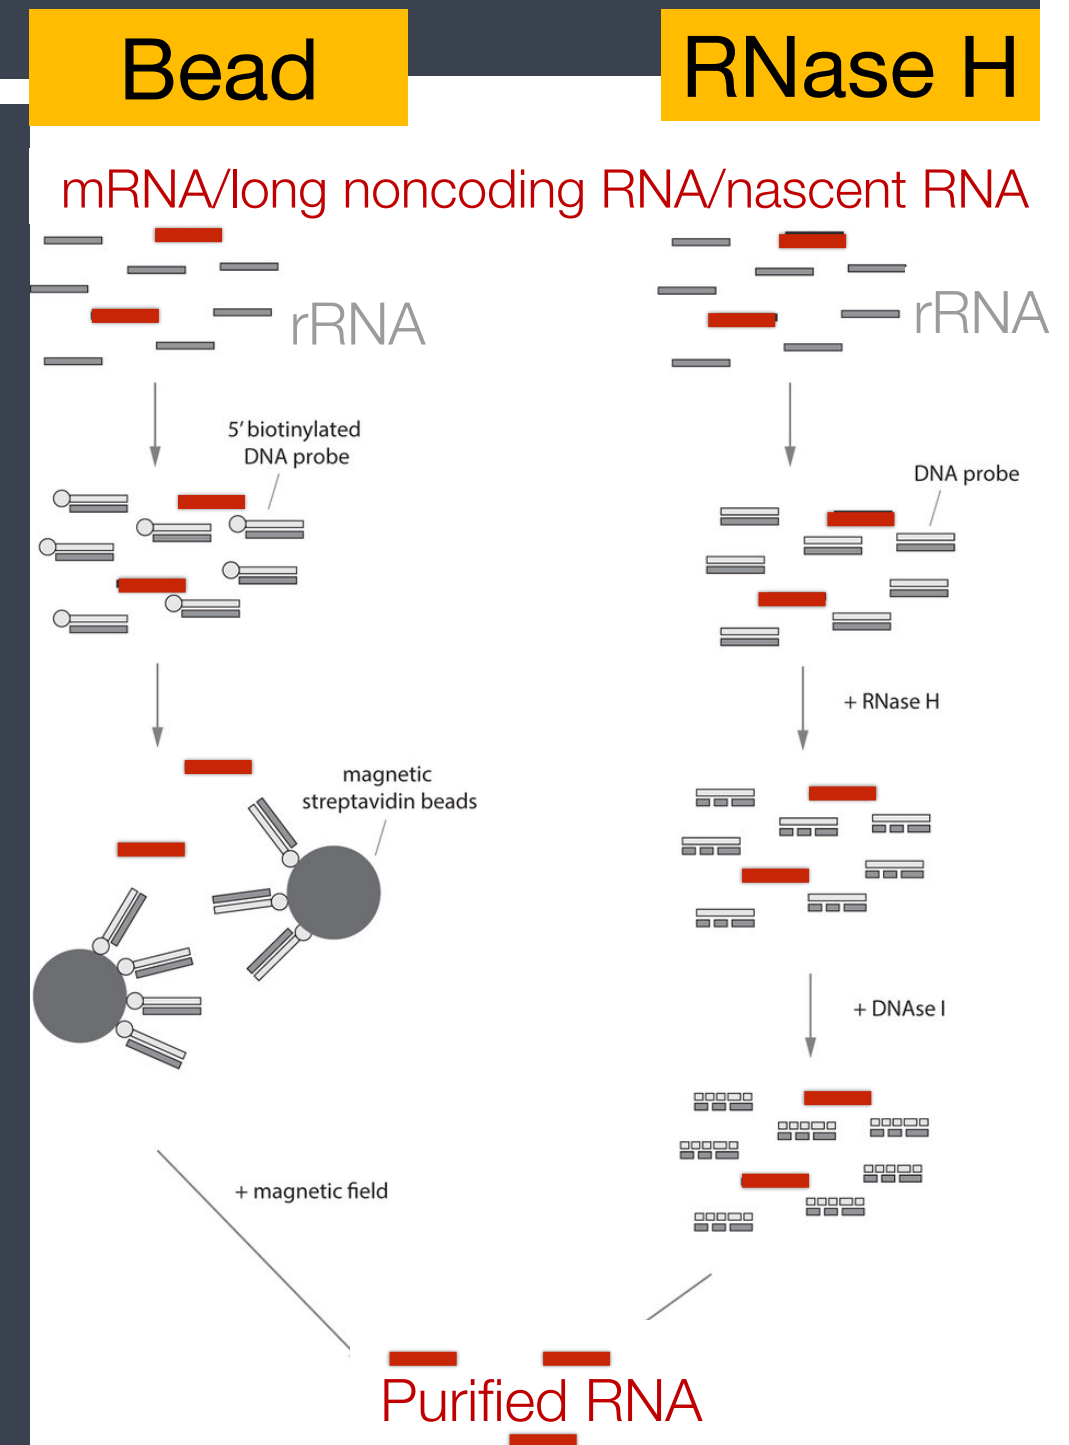 Bead
RNase H
mRNA/long noncoding RNA/nascent RNA
rRNA
rRNA
5’ biotinylated
DNA probe
DNA probe
+ RNase H
magnetic
streptavidin beads
+ DNAse I
+ magnetic field
Purified RNA